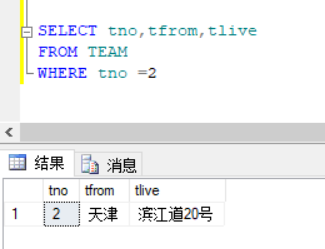 SELECT tno,tfrom,tlive
FROM TEAM
WHERE tno =2
结果 消息
tno tfrom tlive
1 2 天津 滨江道20号